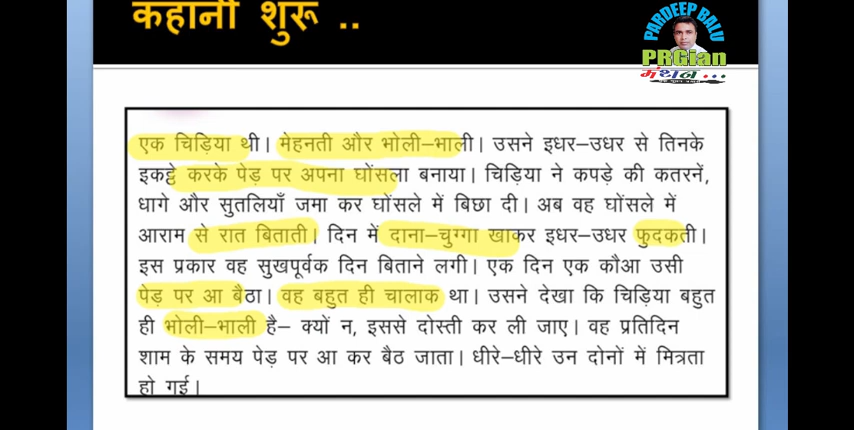 कहानी शुरू ..
PARDEEP BALU
PRGian
मंथन ...
एक चिड़िया थी। मेहनती और भोली–भाली। उसने इधर–उधर से तिनके
इकट्ठे करके पेड़ पर अपना घोंसला बनाया। चिड़िया ने कपड़े की कतरनें,
धागे और सुतलियाँ जमा कर घोंसले में बिछा दी। अब वह घोंसले में
आराम से रात बिताती। दिन में दाना–चुग्गा खाकर इधर–उधर फुदकती।
इस प्रकार वह सुखपूर्वक दिन बिताने लगी। एक दिन एक कौआ उसी
पेड़ पर आ बैठा। वह बहुत ही चालाक था। उसने देखा कि चिड़िया बहुत
ही भोली–भाली है– क्यों न, इससे दोस्ती कर ली जाए। वह प्रतिदिन
शाम के समय पेड़ पर आ कर बैठ जाता। धीरे–धीरे उन दोनों में मित्रता
हो गई।